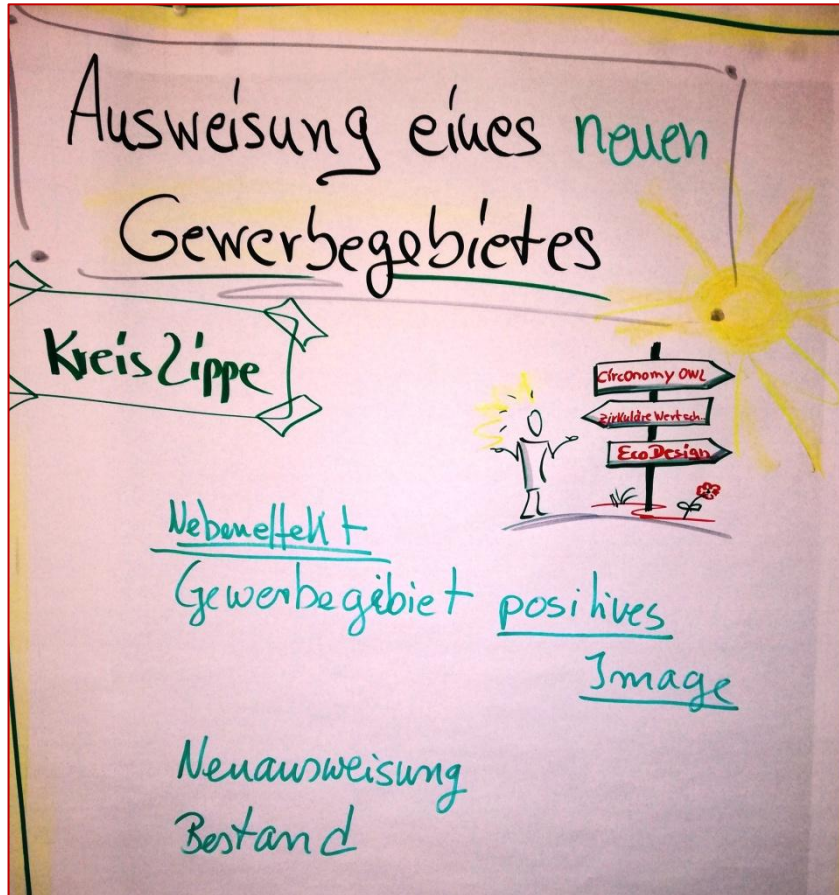 Ausweisung eines neuen
Gewerbegebietes
Kreis Lippe
Circonomy OWL
Zirkuläre Wertsch..
EcoDesign
Nebeneffekt
Gewerbegebiet positives
Image
Neuausweisung
Bestand